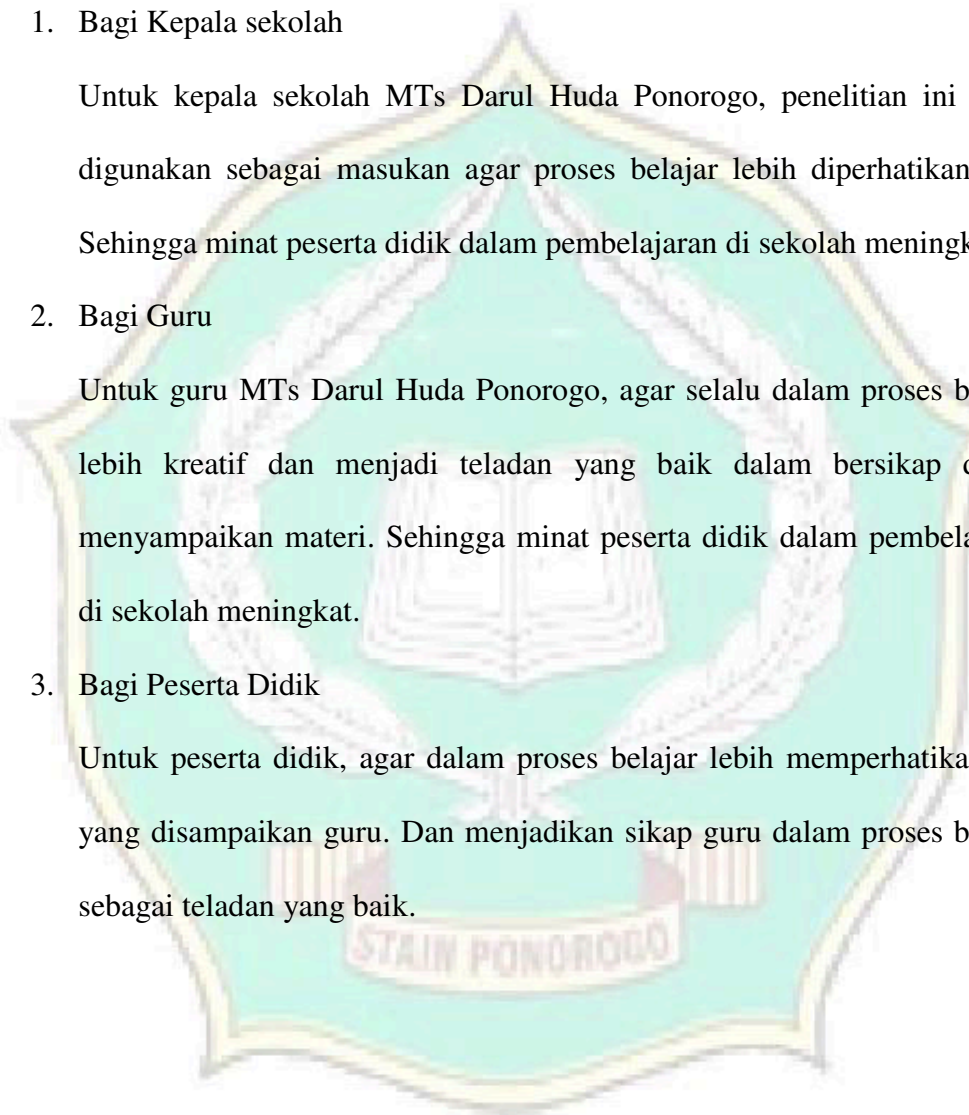 1. Bagi Kepala sekolah
Untuk kepala sekolah MTs Darul Huda Ponorogo, penelitian ini
digunakan sebagai masukan agar proses belajar lebih diperhatikan
Sehingga minat peserta didik dalam pembelajaran di sekolah
2. Bagi Guru
Untuk guru MTs Darul Huda Ponorogo, agar selalu dalam proses
lebih kreatif dan menjadi teladan yang baik dalam bersikap
menyampaikan materi. Sehingga minat peserta didik dalam
di sekolah meningkat.
3. Bagi Peserta Didik
Untuk peserta didik, agar dalam proses belajar lebih
yang disampaikan guru. Dan menjadikan sikap guru dalam proses
sebagai teladan yang baik.
STAIN PONOROGO